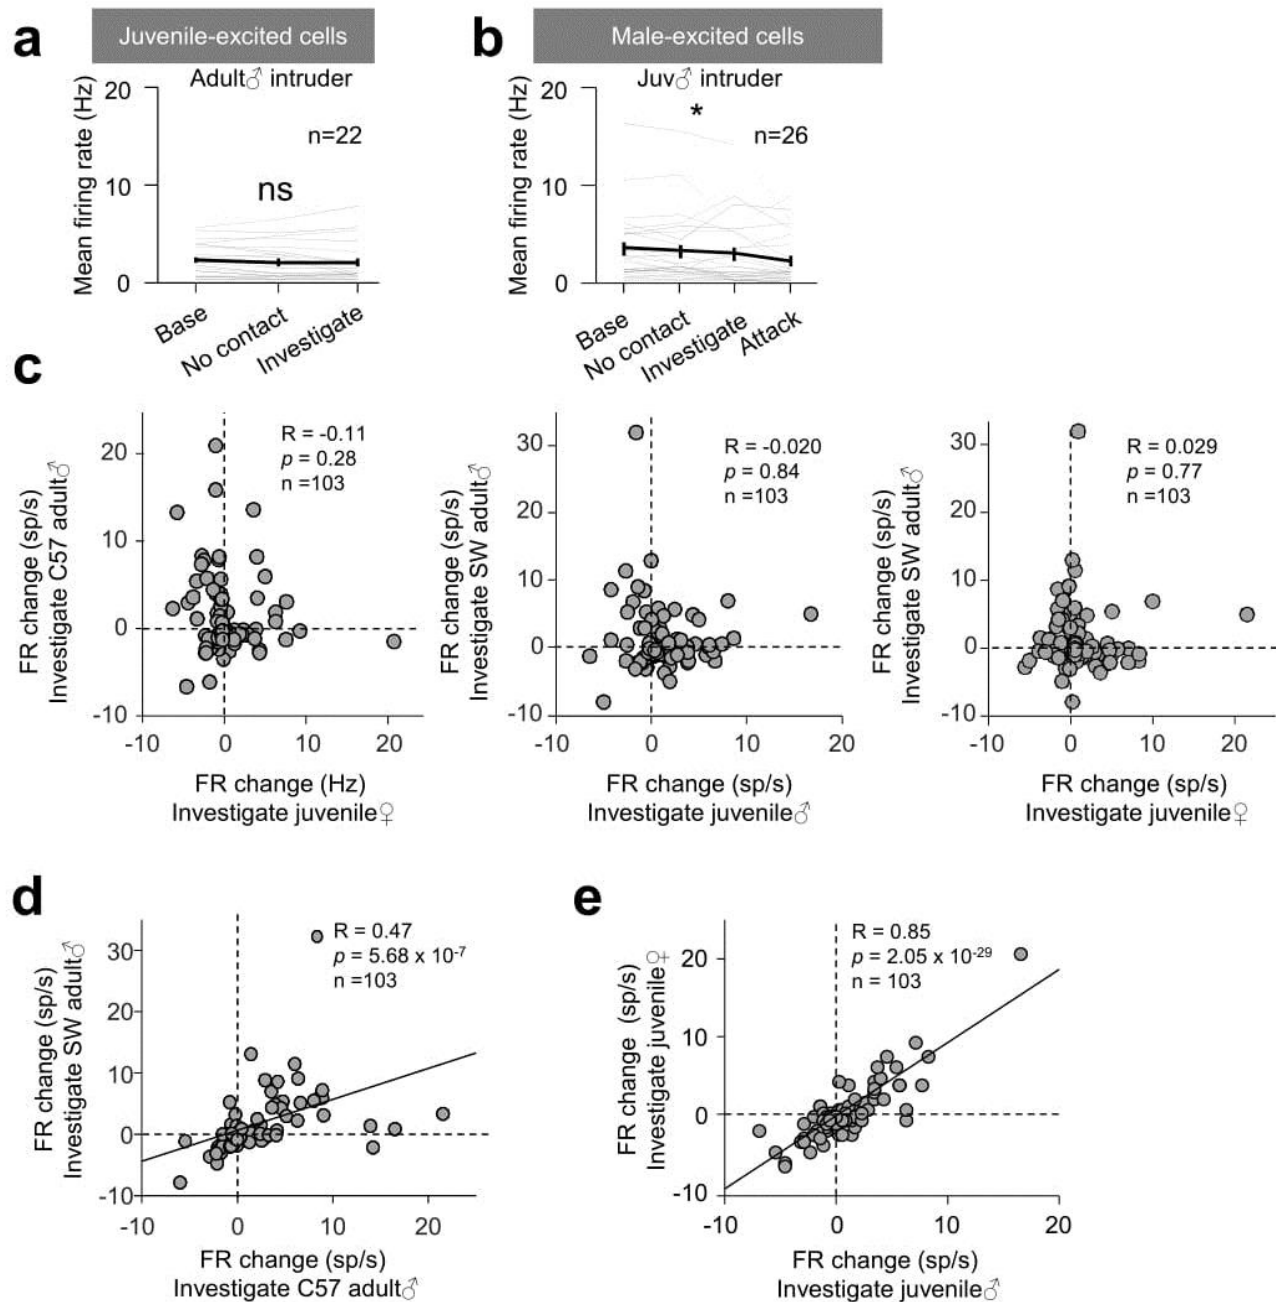 a
Juvenile-excited cells
Adult♂ intruder
Mean firing rate (Hz)
20
10
0
n=22
ns
Base
No contact
Investigate
b
Male-excited cells
Juv♂ intruder
Mean firing rate (Hz)
20
10
0
*
n=26
Base
No contact
Investigate
Attack
c
FR change (sp/s)
Investigate C57 adult♂
20
10
0
-10
R = -0.11
p = 0.28
n =103
-10
0
10
20
FR change (Hz)
Investigate juvenile♀
FR change (sp/s)
Investigate SW adult♂
30
20
10
0
-10
R = -0.020
p = 0.84
n =103
-10
0
10
20
FR change (sp/s)
Investigate juvenile♂
FR change (sp/s)
Investigate SW adult♂
30
20
10
0
-10
R = 0.029
p = 0.77
n =103
-10
0
10
20
FR change (sp/s)
Investigate juvenile♀
d
FR change (sp/s)
Investigate SW adult♂
30
20
10
0
-10
R = 0.47
p = 5.68 x 10⁻⁷
n =103
-10
0
10
20
FR change (sp/s)
Investigate C57 adult♂
e
FR change (sp/s)
Investigate juvenile♀
20
10
0
-10
R = 0.85
p = 2.05 x 10⁻²⁹
n = 103
-10
0
10
20
FR change (sp/s)
Investigate juvenile♂